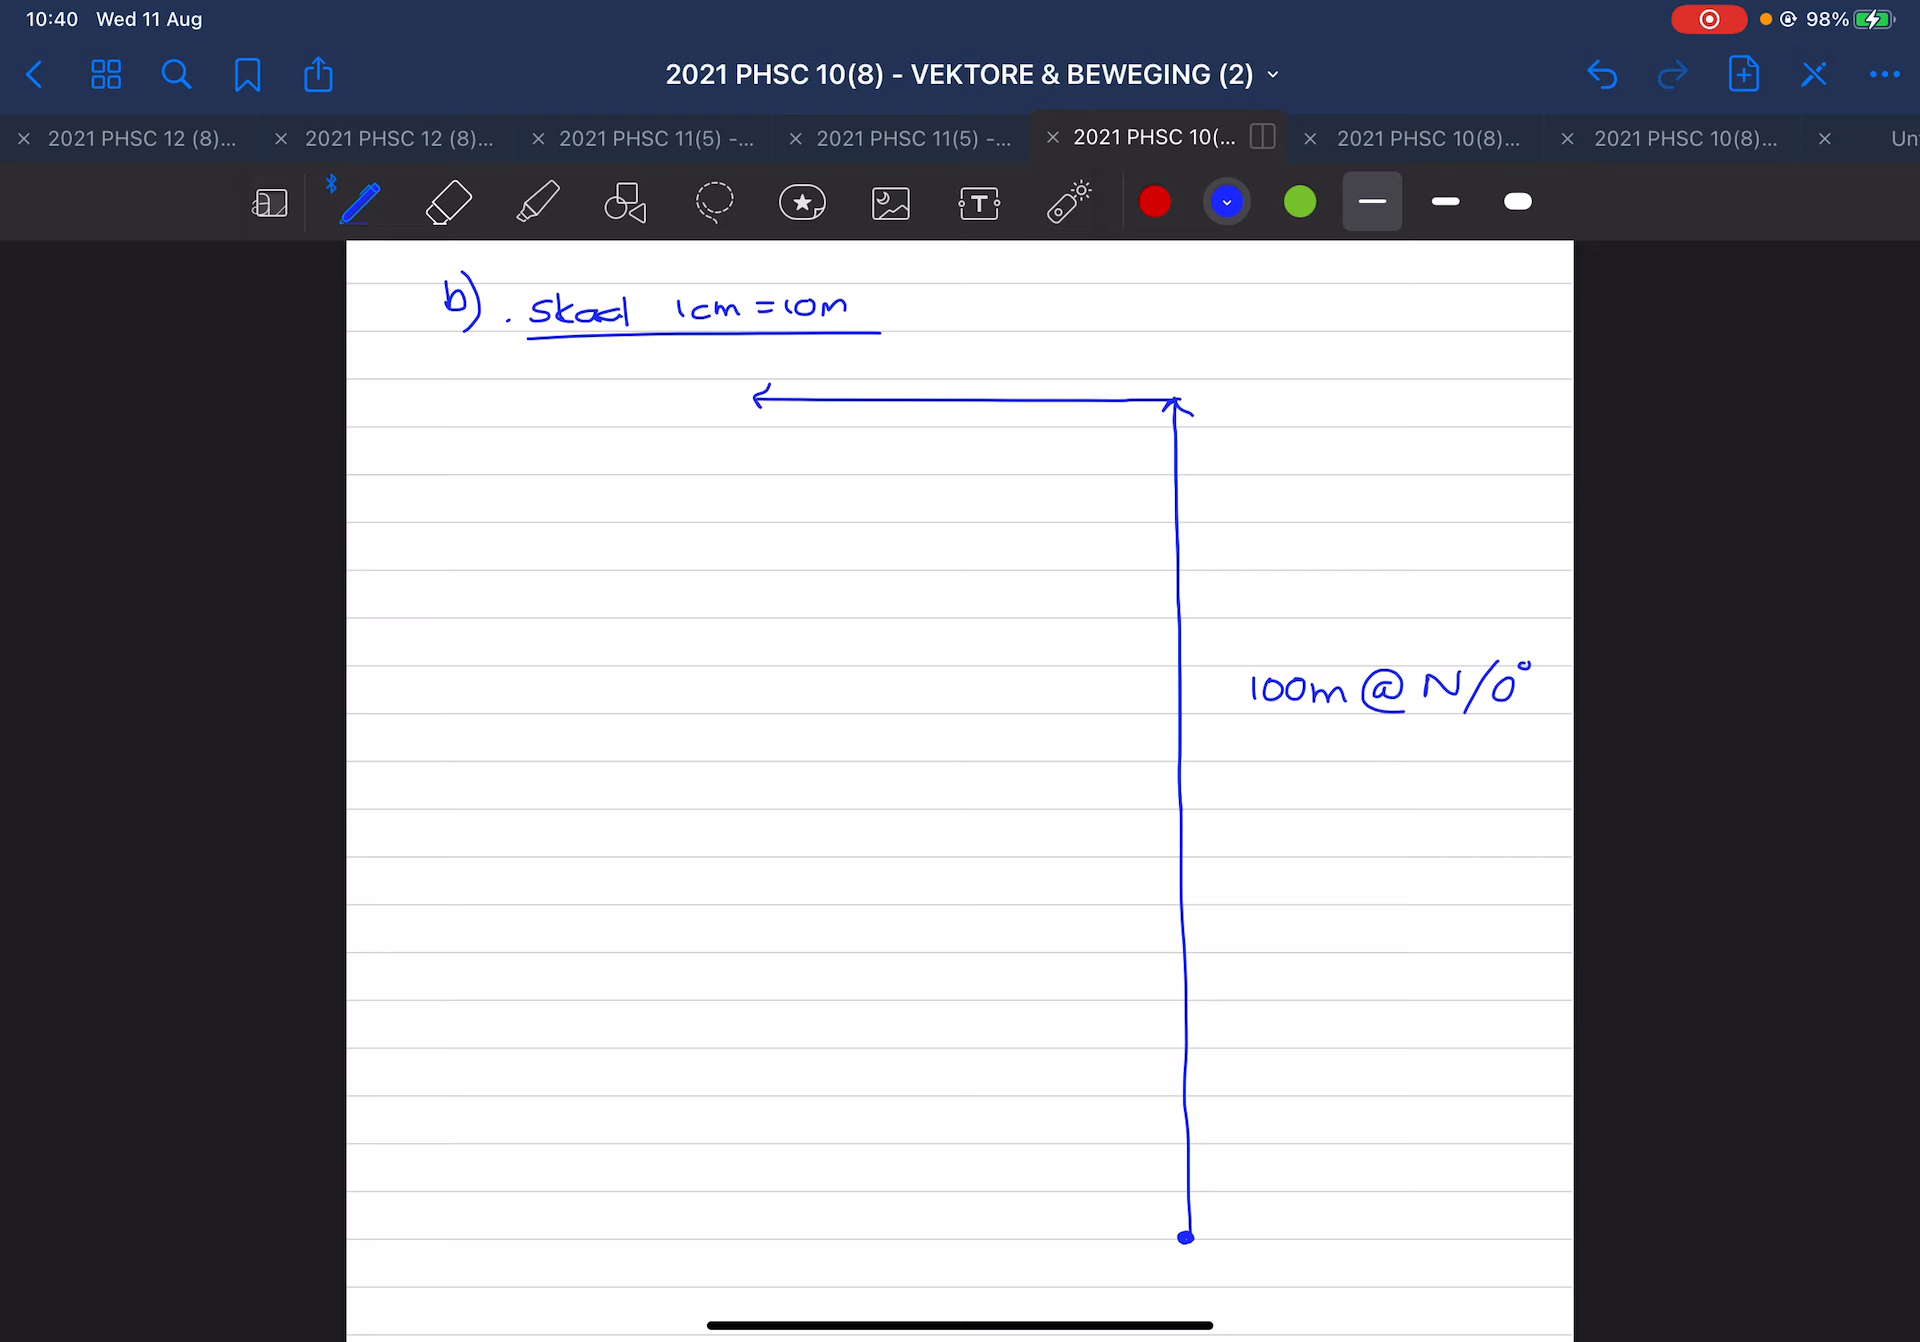 10:40 Wed 11 Aug 98%
2021 PHSC 10(8) - VEKTORE & BEWEGING (2)
2021 PHSC 12 (8)... 2021 PHSC 12 (8)... 2021 PHSC 11(5) -... 2021 PHSC 11(5) -... 2021 PHSC 10(... 2021 PHSC 10(8)... 2021 PHSC 10(8)... Un
b) . Skaal 1cm = 10m
100m @ N/0°